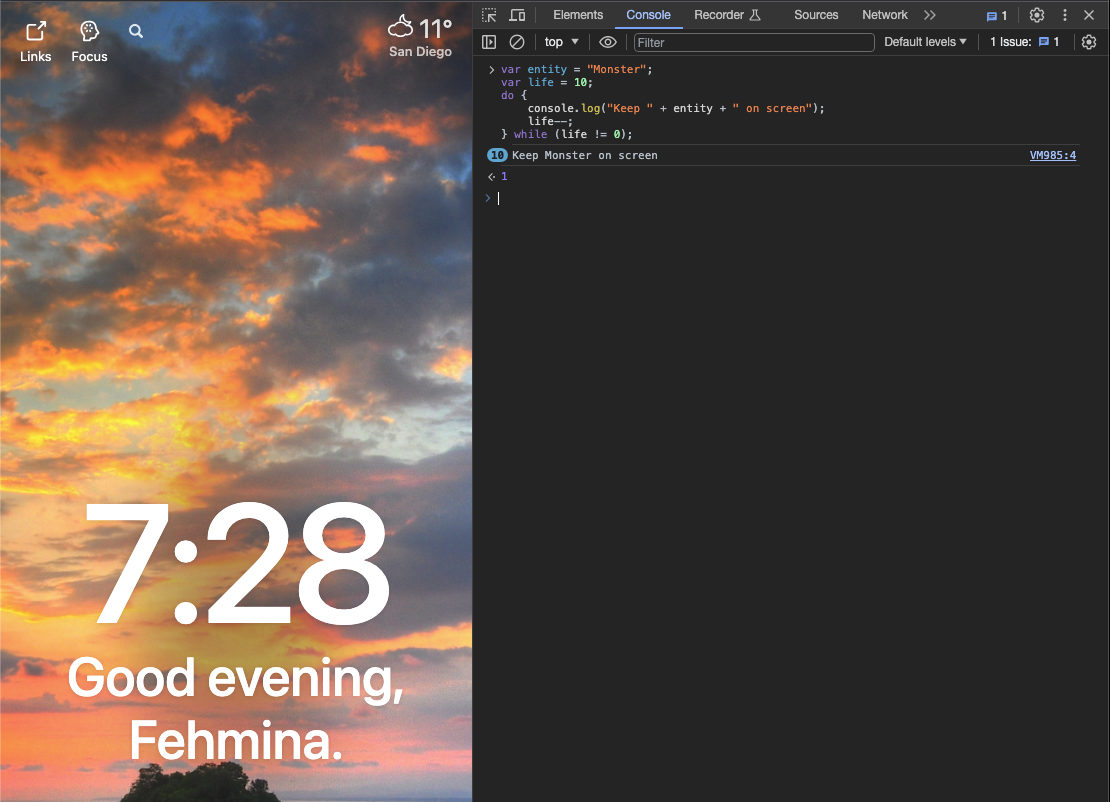 Links
Focus
11°
San Diego
7:28
Good evening,
Fehmina.
Elements
Console
Recorder
Sources
Network
1
top
Filter
Default levels
1 Issue:
1
var entity = "Monster";
var life = 10;
do {
    console.log("Keep " + entity + " on screen");
    life--;
} while (life != 0);
10 Keep Monster on screen
VM985:4
1